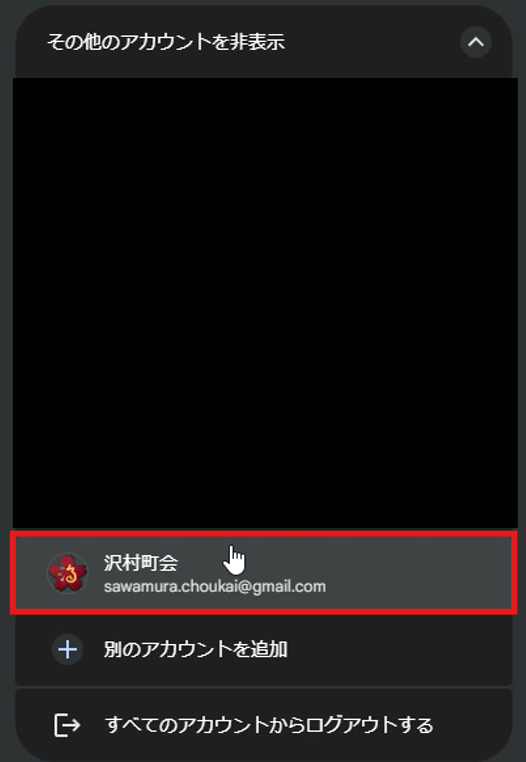 その他のアカウントを非表示
沢村町会
sawamura.choukai@gmail.com
別のアカウントを追加
すべてのアカウントからログアウトする